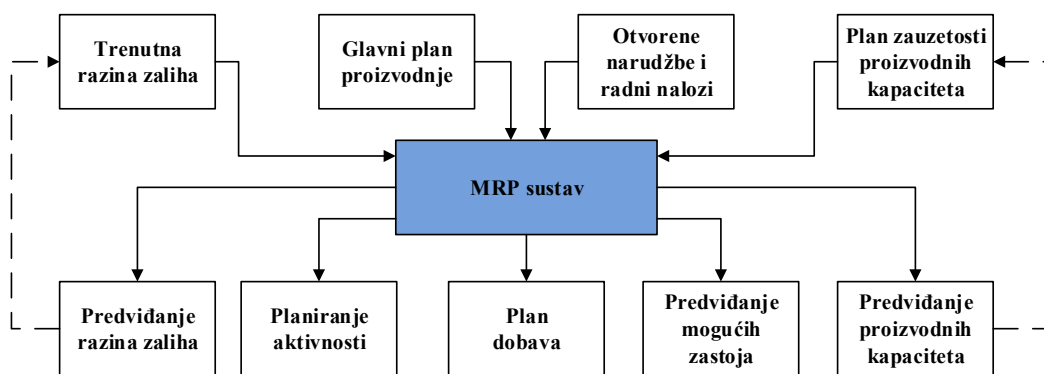 Trenutna
razina zaliha
Glavni plan
proizvodnje
Otvorene
narudžbe i
radni nalozi
Plan zauzetosti
proizvodnih
kapaciteta
MRP sustav
Predviđanje
razina zaliha
Planiranje
aktivnosti
Plan
dobava
Predviđanje
mogućih
zastoja
Predviđanje
proizvodnih
kapaciteta